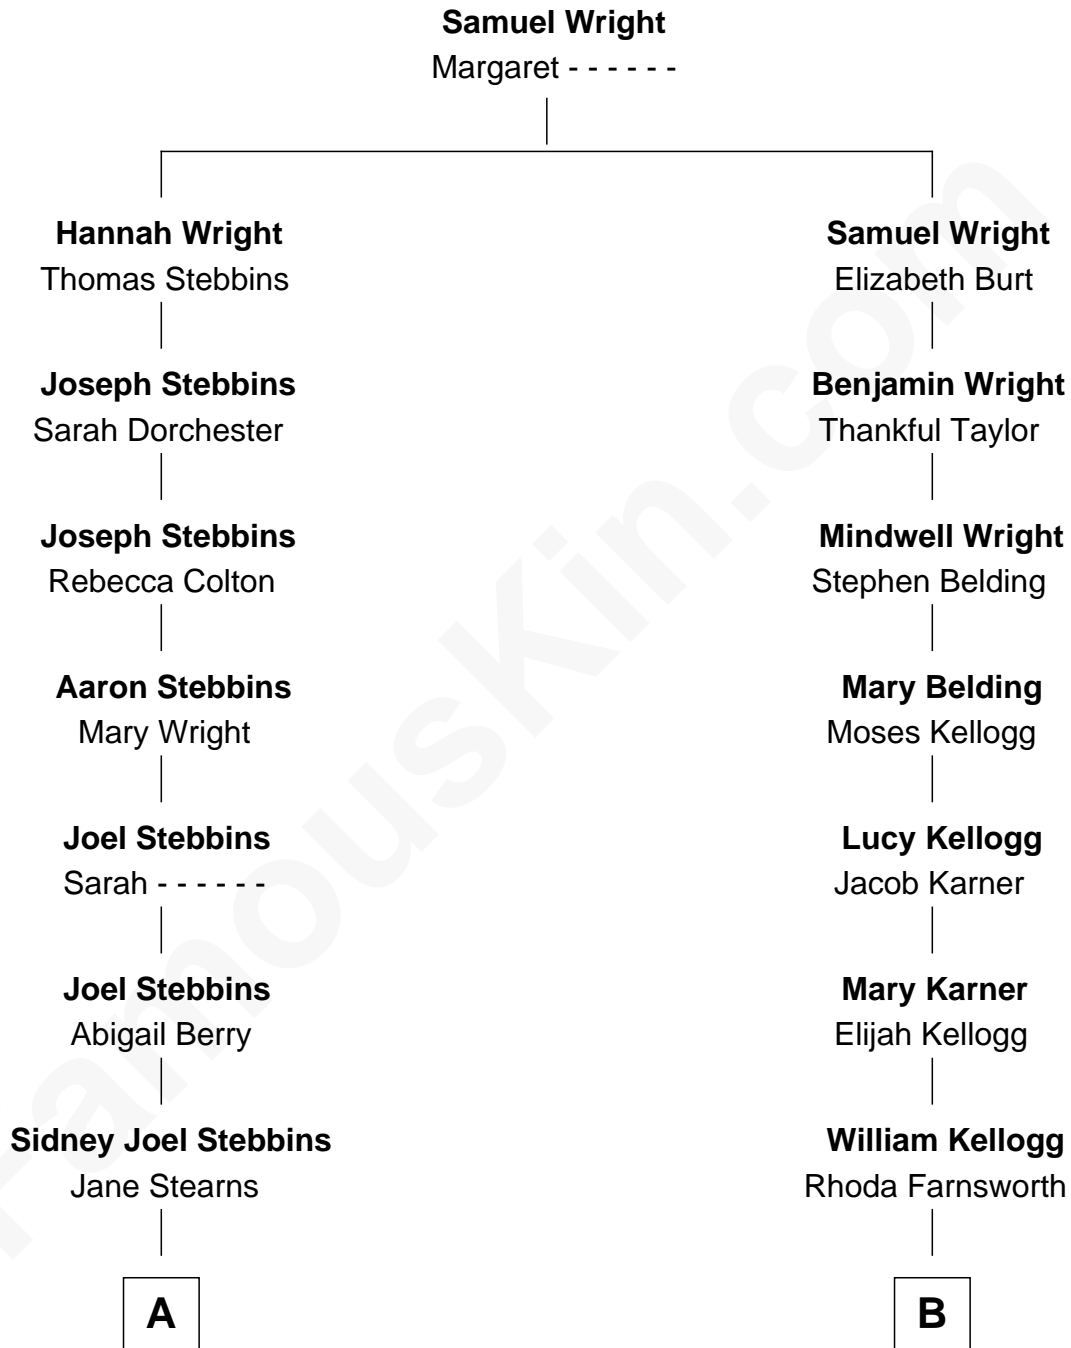 Samuel Wright
Margaret - - - - - -
Hannah Wright
Thomas Stebbins
Samuel Wright
Elizabeth Burt
Joseph Stebbins
Sarah Dorchester
Benjamin Wright
Thankful Taylor
Joseph Stebbins
Rebecca Colton
Mindwell Wright
Stephen Belding
Aaron Stebbins
Mary Wright
Mary Belding
Moses Kellogg
Joel Stebbins
Sarah - - - - - -
Lucy Kellogg
Jacob Karner
Joel Stebbins
Abigail Berry
Mary Karner
Elijah Kellogg
Sidney Joel Stebbins
Jane Stearns
William Kellogg
Rhoda Farnsworth
A
B
FamousKin.com